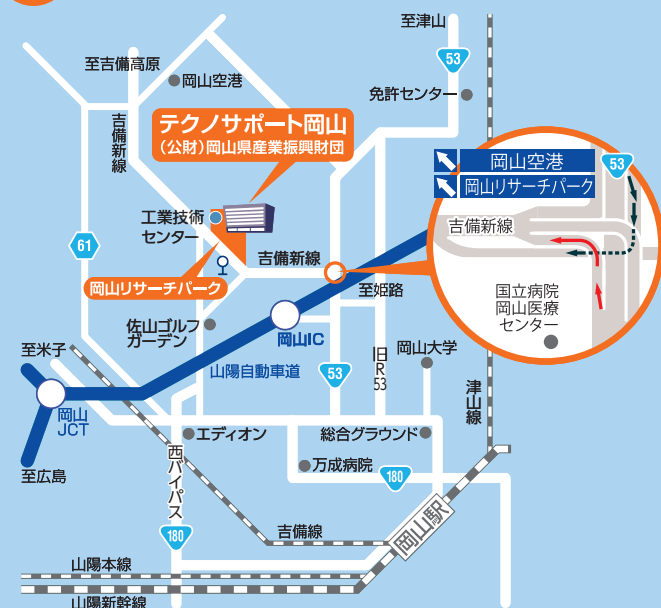 至津山
53
至吉備高原
岡山空港
免許センター
吉備新線
テクノサポート岡山
(公財)岡山県産業振興財団
岡山空港
岡山リサーチパーク
53
吉備新線
国立病院
岡山医療
センター
工業技術
センター
61
吉備新線
岡山リサーチパーク
至姫路
佐山ゴルフ
ガーデン
岡山IC
旧R53
岡山大学
至米子
山陽自動車道
53
津山線
岡山
JCT
エディオン
総合グラウンド
至広島
西バイパス
万成病院
180
岡山駅
180
吉備線
山陽本線
山陽新幹線